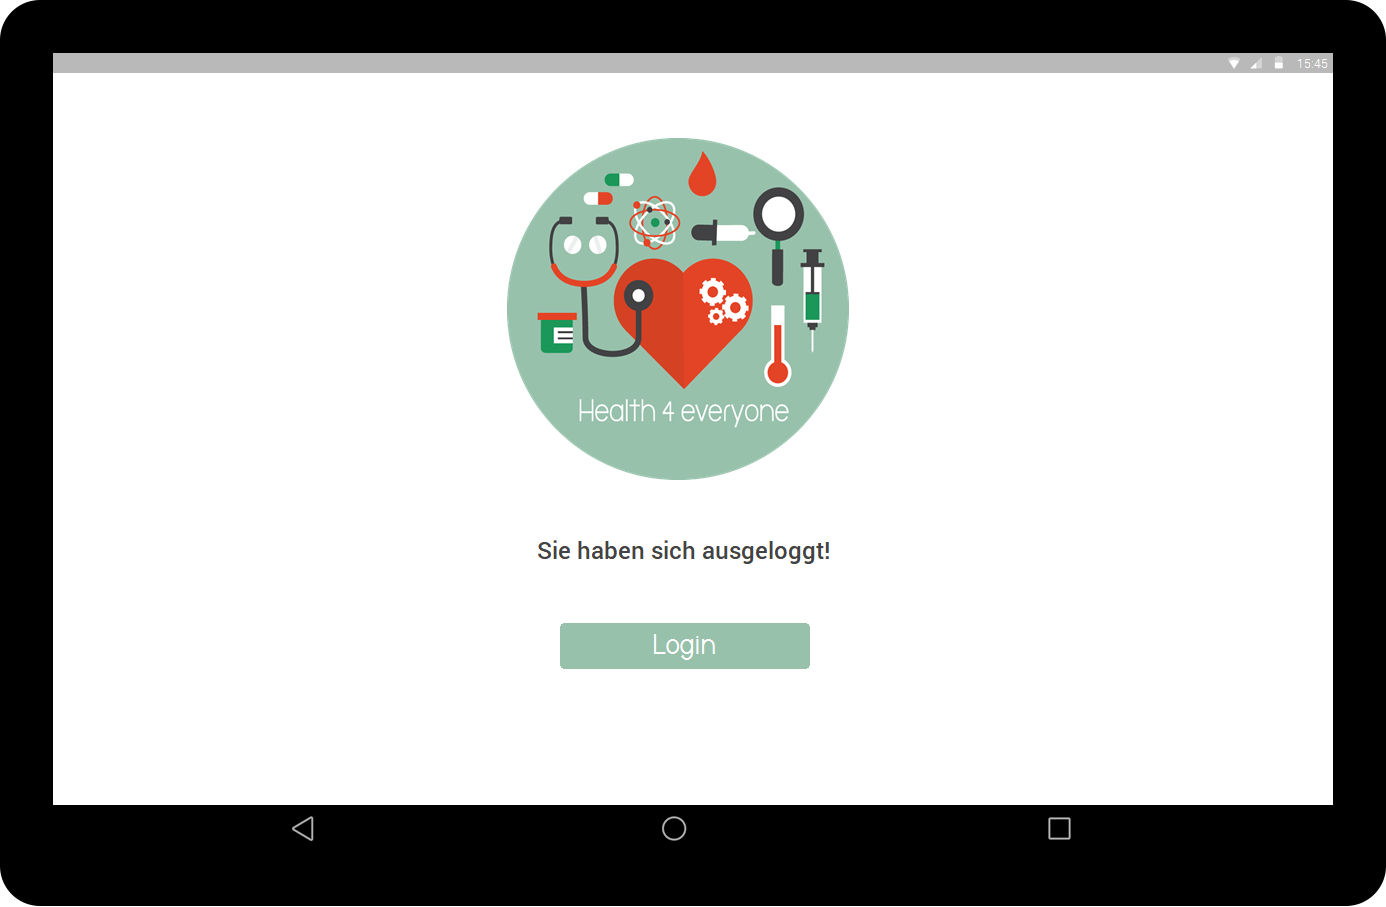 15:45
Health 4 everyone
Sie haben sich ausgeloggt!
Login